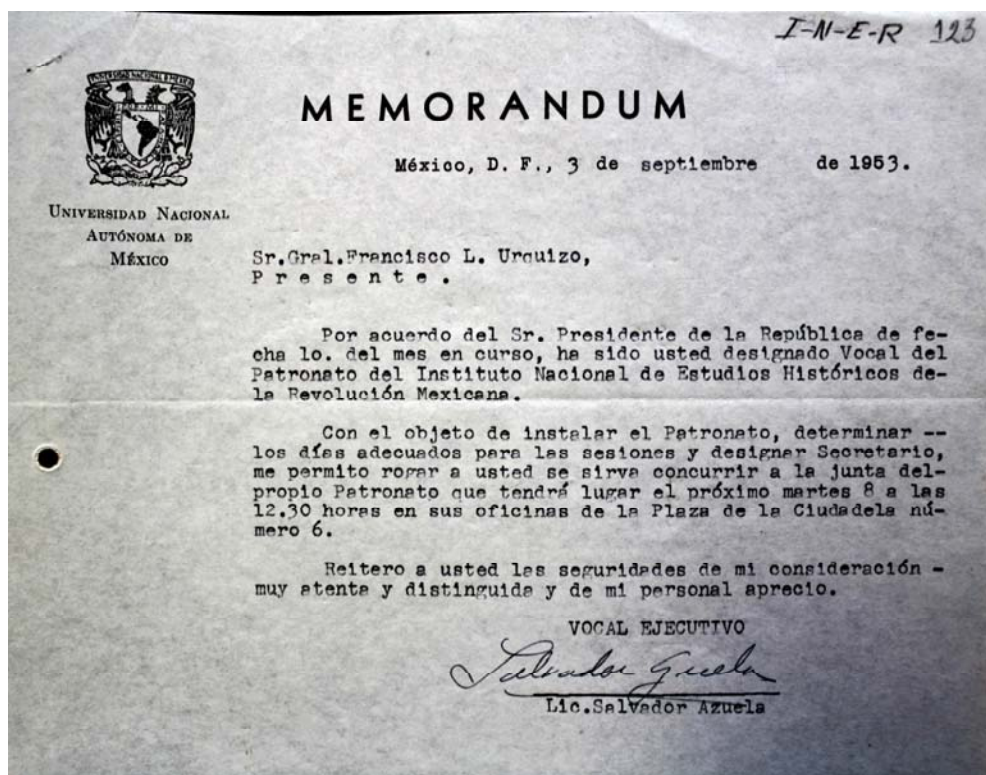 I-N-E-R 123
MEMORANDUM
México, D. F., 3 de septiembre de 1953.
UNIVERSIDAD NACIONAL
AUTÓNOMA DE
MÉXICO
Sr.Gral.Francisco L. Urquizo,
P r e s e n t e .
Por acuerdo del Sr. Presidente de la República de fe-
cha lo. del mes en curso, ha sido usted designado Vocal del
Patronato del Instituto Nacional de Estudios Históricos de-
la Revolución Mexicana.
Con el objeto de instalar el Patronato, determinar --
los días adecuados para las sesiones y designar Secretario,
me permito rogar a usted se sirva concurrir a la junta del-
propio Patronato que tendrá lugar el próximo martes 8 a las
12.30 horas en sus oficinas de la Plaza de la Ciudadela nú-
mero 6.
Reitero a usted las seguridades de mi consideración -
muy atenta y distinguida y de mi personal aprecio.
VOCAL EJECUTIVO
Salvador Azuela
Lic.Salvador Azuela